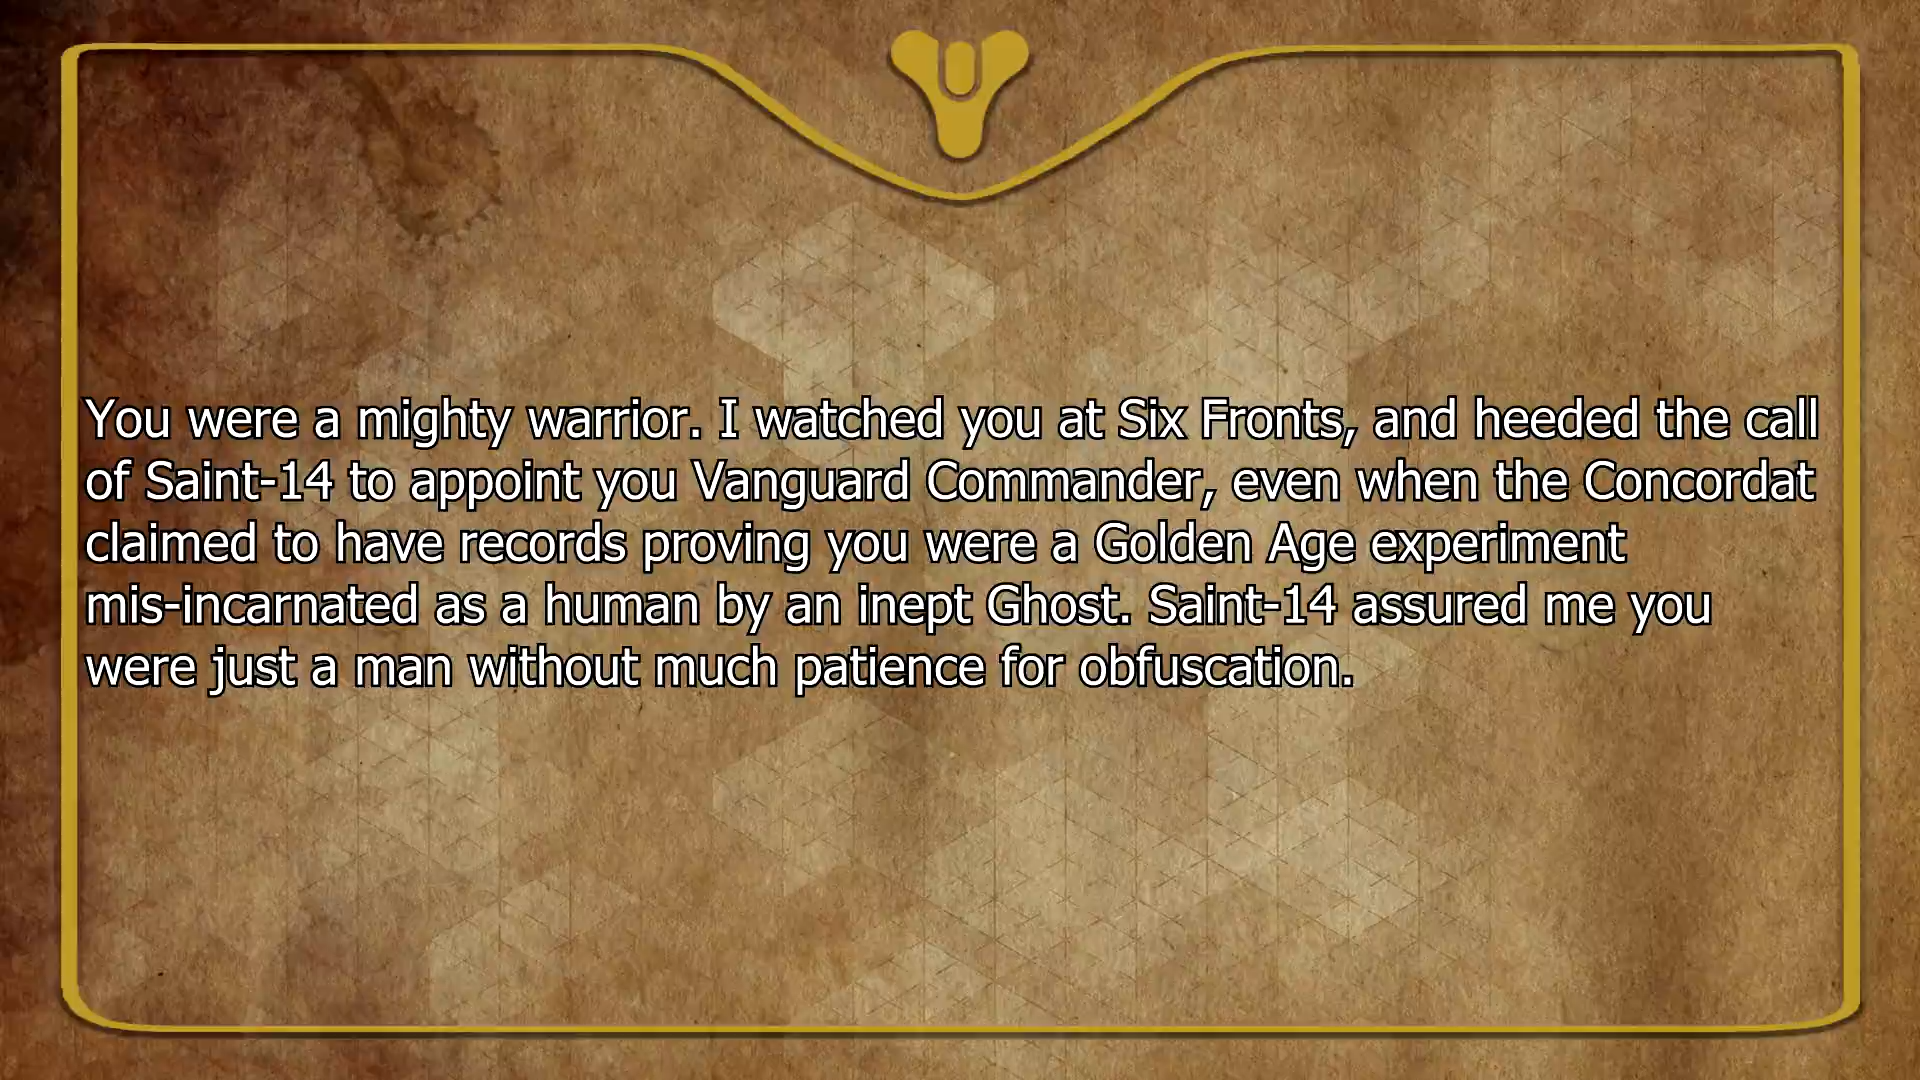 You were a mighty warrior. I watched you at Six Fronts, and heeded the call
of Saint-14 to appoint you Vanguard Commander, even when the Concordat
claimed to have records proving you were a Golden Age experiment
mis-incarnated as a human by an inept Ghost. Saint-14 assured me you
were just a man without much patience for obfuscation.